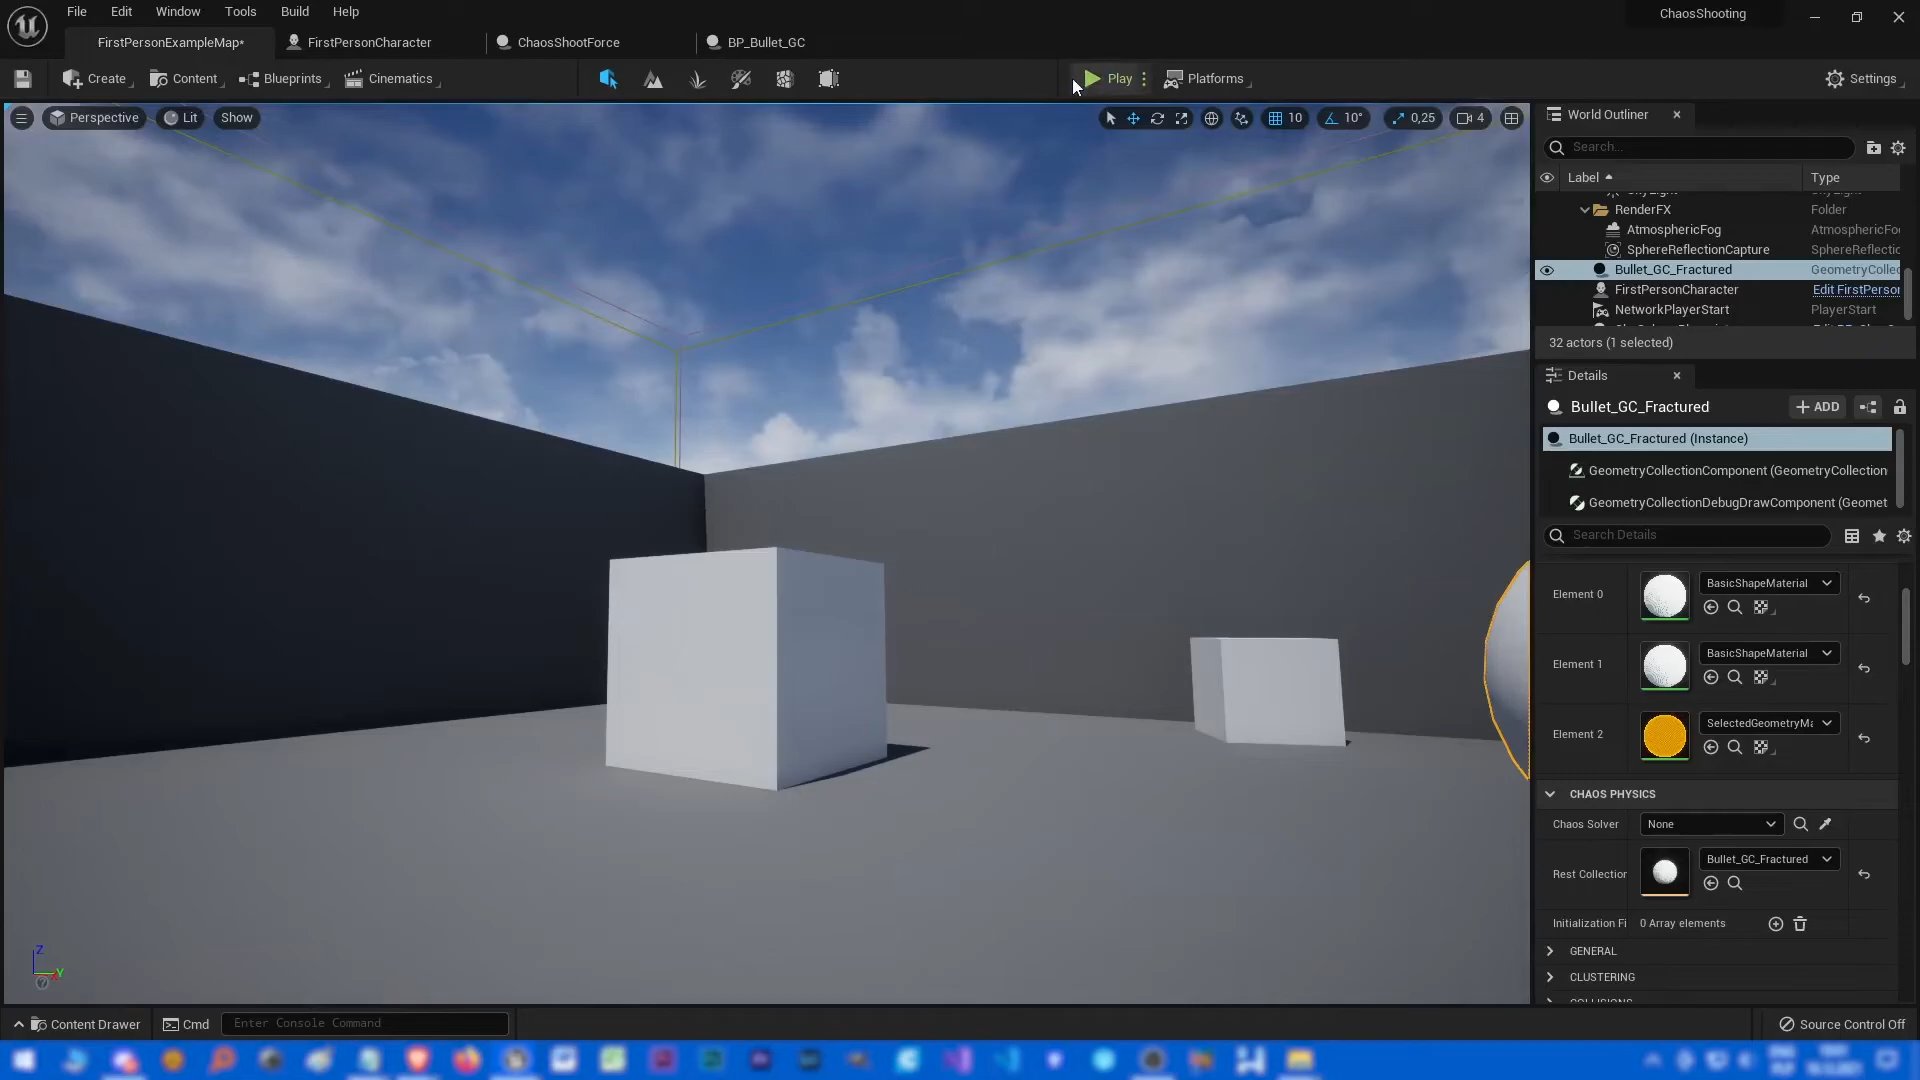 File Edit Window Tools Build Help
ChaosShooting
FirstPersonExampleMap*
FirstPersonCharacter
ChaosShootForce
BP_Bullet_GC
Create
Content
Blueprints
Cinematics
Play
Platforms
Settings
Perspective
Lit
Show
10
10°
0,25
4
World Outliner
Search...
Label
Type
RenderFX
Folder
AtmosphericFog
AtmosphericFo
SphereReflectionCapture
SphereReflectic
Bullet_GC_Fractured
GeometryCollec
FirstPersonCharacter
Edit FirstPerson
NetworkPlayerStart
PlayerStart
32 actors (1 selected)
Details
Bullet_GC_Fractured
ADD
Bullet_GC_Fractured (Instance)
GeometryCollectionComponent (GeometryCollection
GeometryCollectionDebugDrawComponent (Geomet
Search Details
Element 0
BasicShapeMaterial
Element 1
BasicShapeMaterial
Element 2
SelectedGeometryMa
CHAOS PHYSICS
Chaos Solver
None
Rest Collection
Bullet_GC_Fractured
Initialization Fi
0 Array elements
GENERAL
CLUSTERING
Z
Y
Content Drawer
Cmd
Enter Console Command
Source Control Off